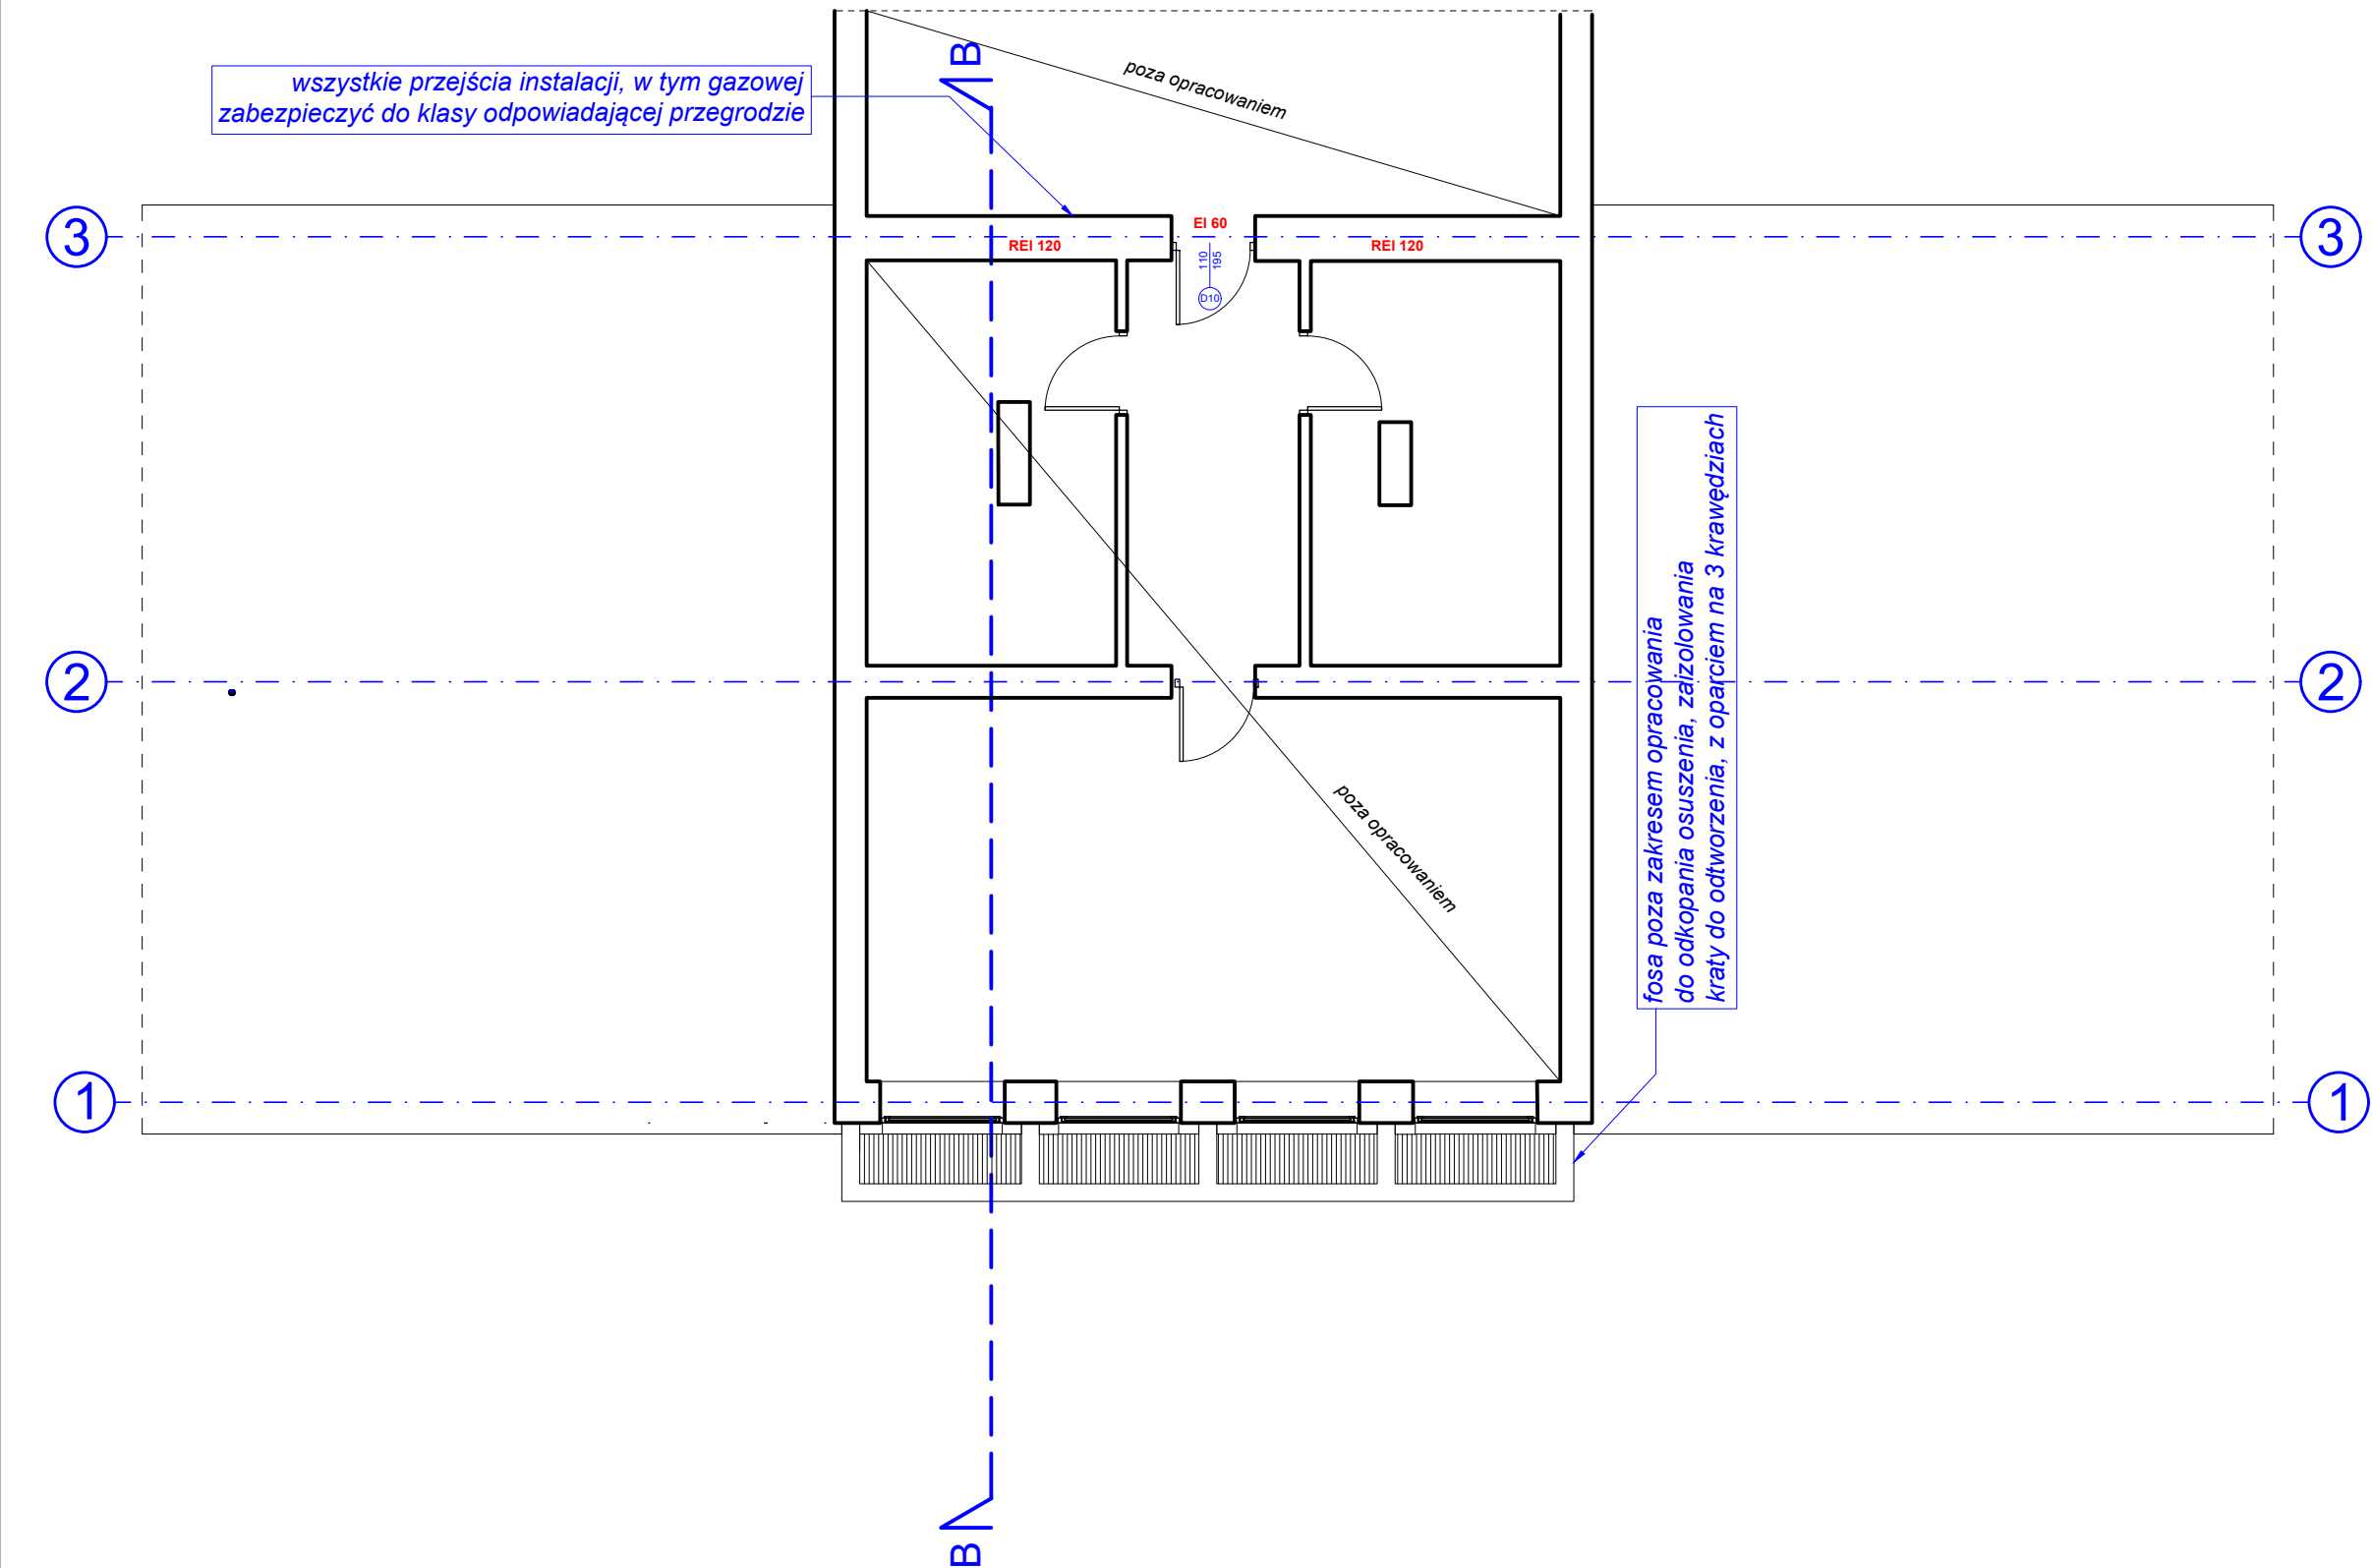 B
wszystkie przejścia instalacji, w tym gazowej
zabezpieczyć do klasy odpowiadającej przegrodzie
poza opracowaniem
3
EI 60
3
REI 120
REI 120
110
195
D10
fosa poza zakresem opracowania
do odkopania osuszenia, zaizolowania
kraty do odtworzenia, z oparciem na 3 krawędziach
2
2
poza opracowaniem
1
1
B